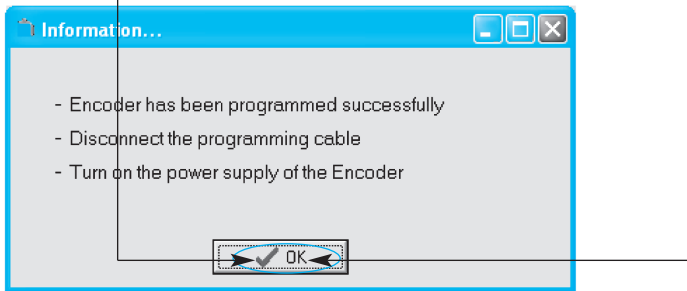 Information...
- Encoder has been programmed successfully
- Disconnect the programming cable
- Turn on the power supply of the Encoder
OK